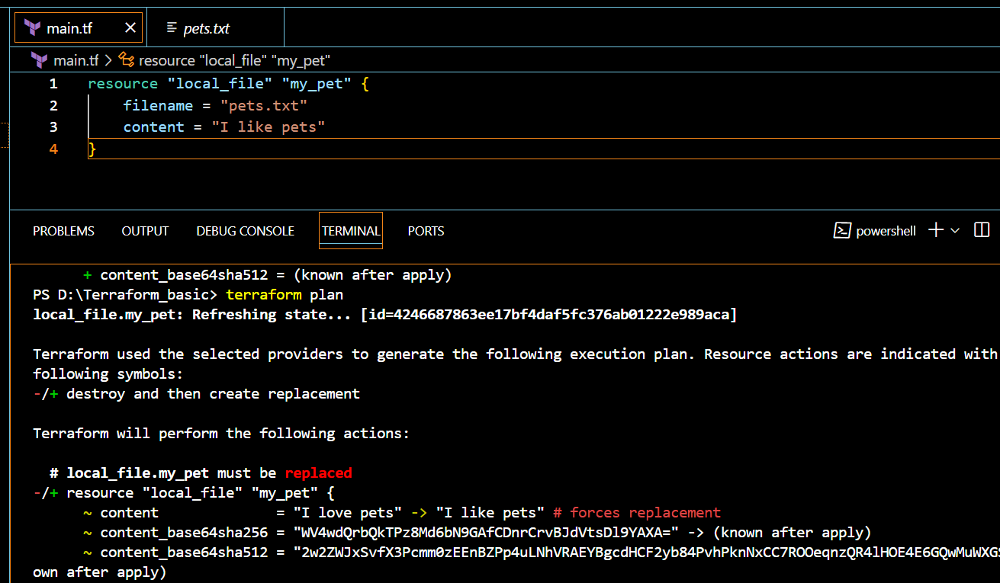 main.tf
pets.txt
main.tf > resource "local_file" "my_pet"
1 resource "local_file" "my_pet" {
2 filename = "pets.txt"
3 content = "I like pets"
4 }
PROBLEMS OUTPUT DEBUG CONSOLE TERMINAL PORTS powershell
+ content_base64sha512 = (known after apply)
PS D:\Terraform_basic> terraform plan
local_file.my_pet: Refreshing state... [id=4246687863ee17bf4daf5fc376ab01222e989aca]
Terraform used the selected providers to generate the following execution plan. Resource actions are indicated with
following symbols:
-/+ destroy and then create replacement
Terraform will perform the following actions:
# local_file.my_pet must be replaced
-/+ resource "local_file" "my_pet" {
~ content = "I love pets" -> "I like pets" # forces replacement
~ content_base64sha256 = "WV4wdQrbQkTPz8Md6bN9GAfCDnrCrvBJdVtsDl9YAXA=" -> (known after apply)
~ content_base64sha512 = "2w2ZWJxSvfX3Pcmm0zEEnBZPp4uLNhVRAEYBgcdHCF2yb84PvhPknNxCC7ROOeqnzQR4lHOE4E6GQwMuWXG
own after apply)